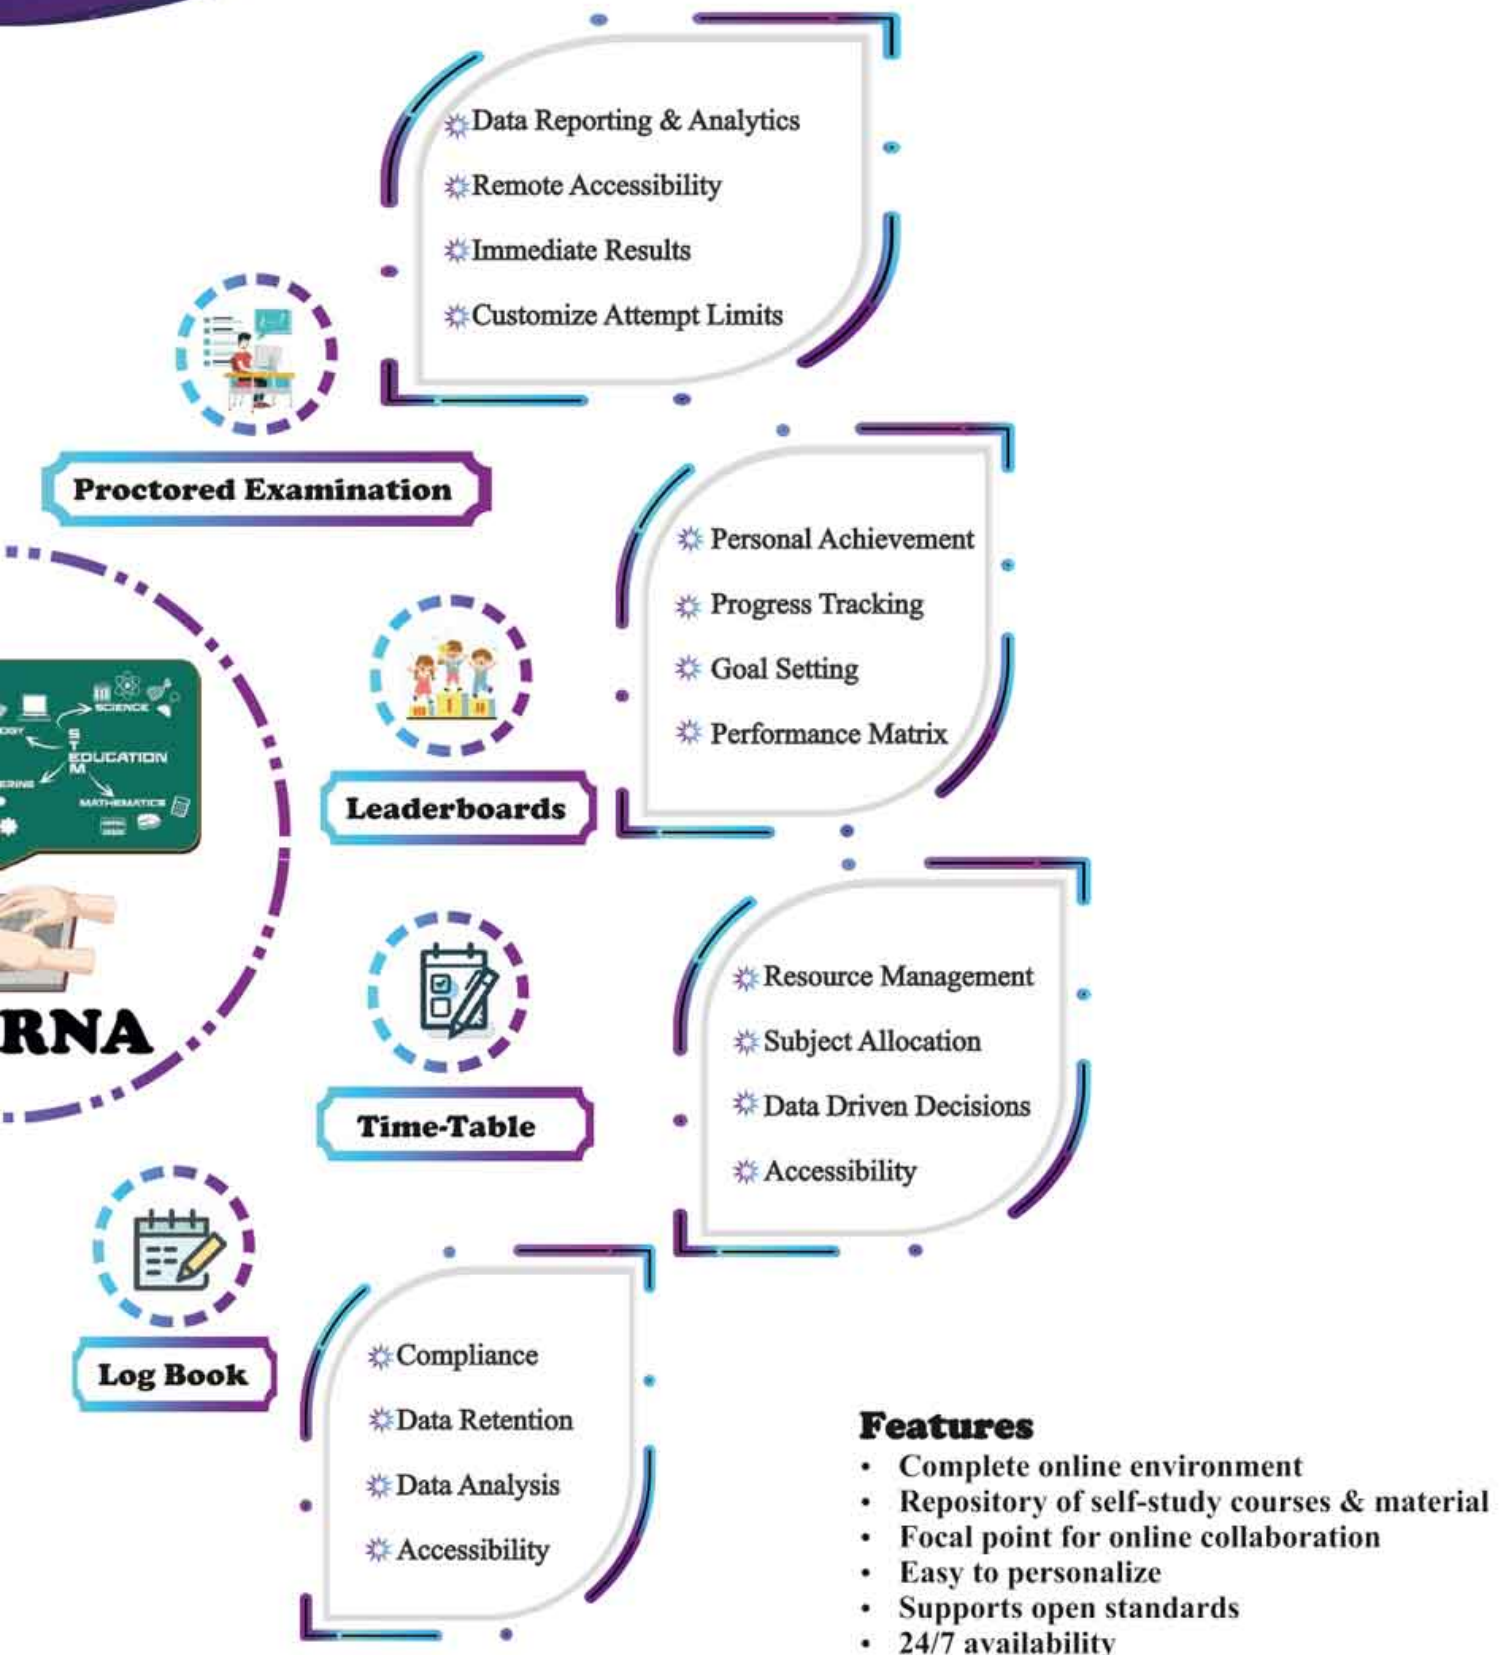 Data Reporting & Analytics
Remote Accessibility
Immediate Results
Customize Attempt Limits
Proctored Examination
Personal Achievement
Progress Tracking
Goal Setting
Performance Matrix
Leaderboards
SCIENCE
STEM
EDUCATION
MATHEMATICS
RNA
Resource Management
Subject Allocation
Data Driven Decisions
Accessibility
Time-Table
Log Book
Compliance
Data Retention
Data Analysis
Accessibility
Features
• Complete online environment
• Repository of self-study courses & material
• Focal point for online collaboration
• Easy to personalize
• Supports open standards
• 24/7 availability